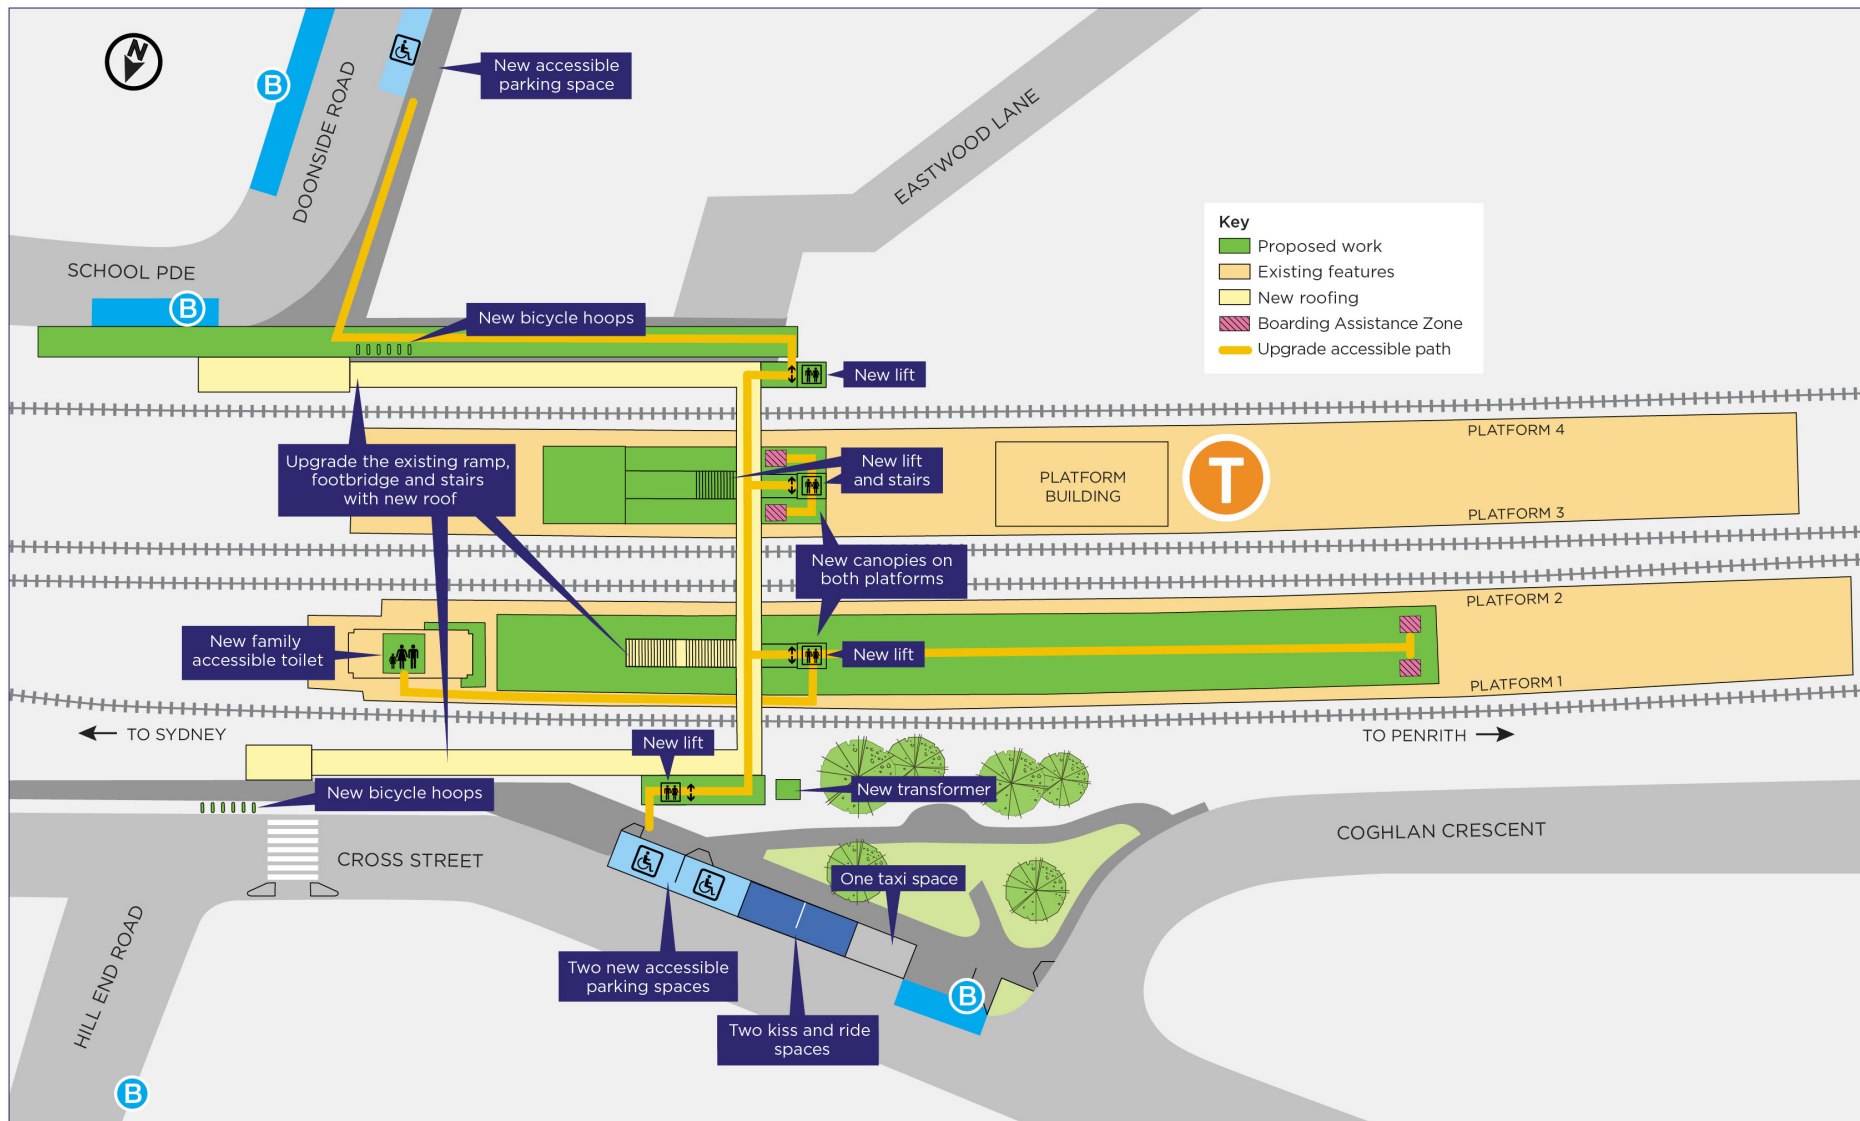 N
New accessible
parking space
B
DOONSIDE ROAD
EASTWOOD LANE
SCHOOL PDE
B
Key
Proposed work
Existing features
New roofing
Boarding Assistance Zone
Upgrade accessible path
New bicycle hoops
New lift
Upgrade the existing ramp,
footbridge and stairs
with new roof
New lift
and stairs
PLATFORM
BUILDING
T
PLATFORM 4
PLATFORM 3
New canopies on
both platforms
PLATFORM 2
New family
accessible toilet
New lift
PLATFORM 1
TO SYDNEY
TO PENRITH
New lift
New bicycle hoops
New transformer
CROSS STREET
COGHLAN CRESCENT
One taxi space
HILL END ROAD
Two new accessible
parking spaces
B
Two kiss and ride
spaces
B